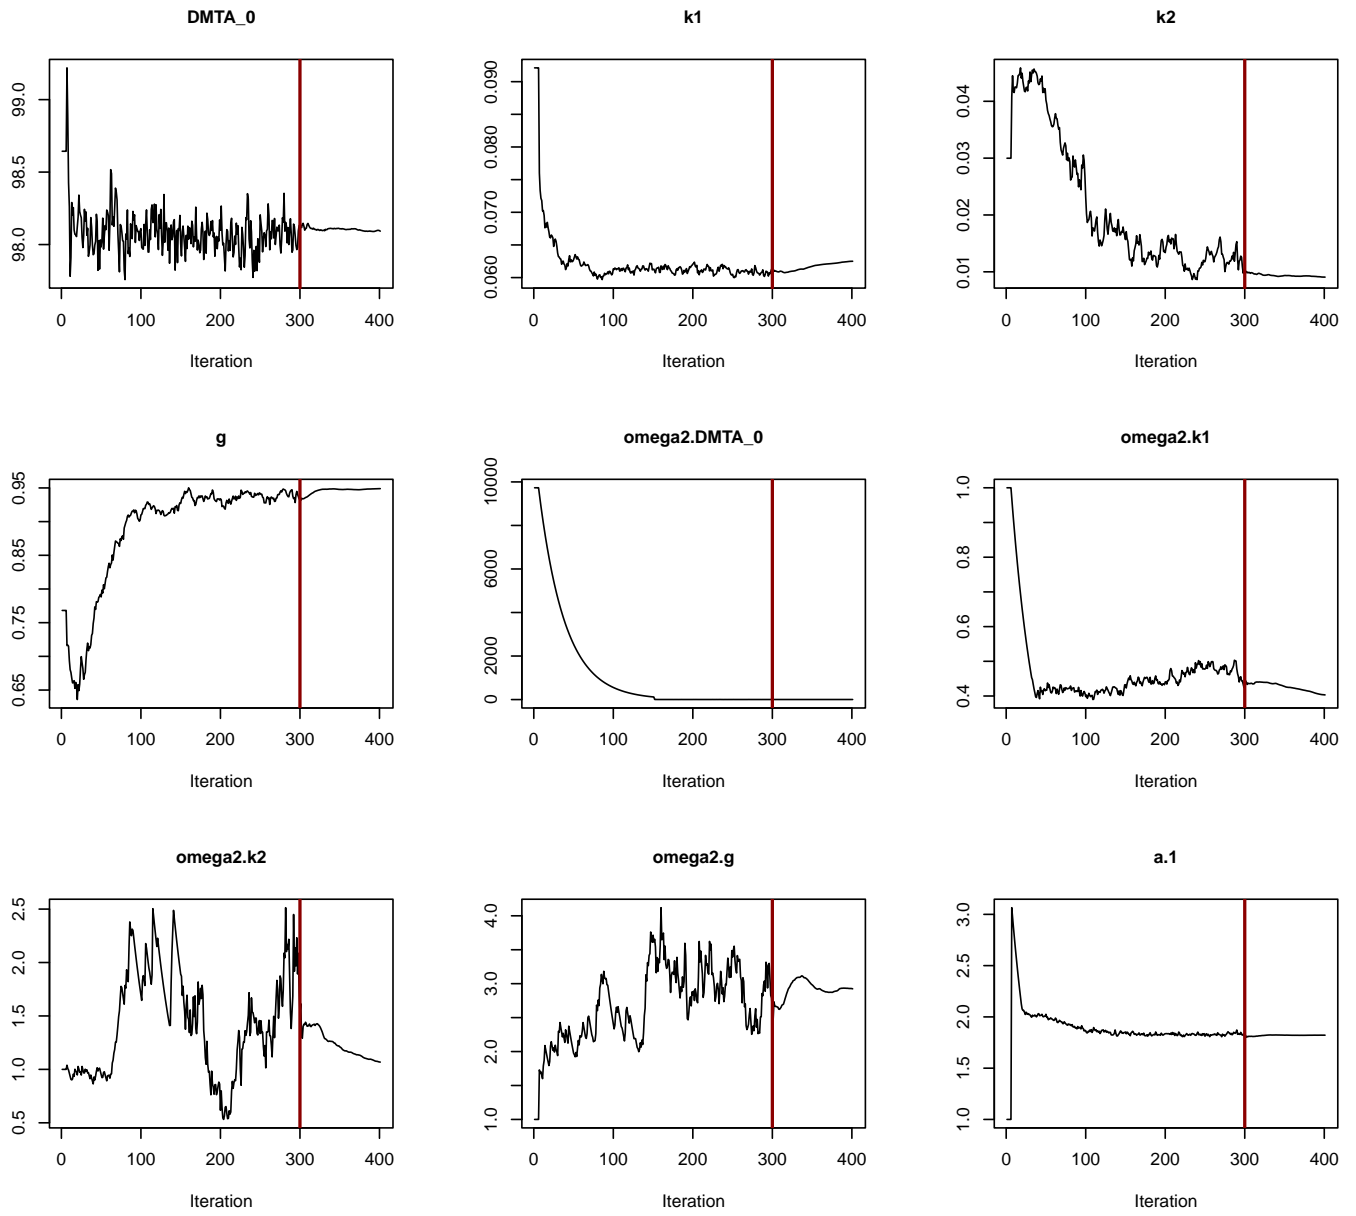 DMTA_0 k1 k2
99.0 0.090 0.04
98.5 0.080 0.03
98.0 0.070 0.02
0.060 0.01
0 100 200 300 400 0 100 200 300 400 0 100 200 300 400
Iteration Iteration Iteration
g omega2.DMTA_0 omega2.k1
0.95 10000 1.0
0.85 6000 0.8
0.75 2000 0.6
0.65 0 0.4
0 100 200 300 400 0 100 200 300 400 0 100 200 300 400
Iteration Iteration Iteration
omega2.k2 omega2.g a.1
2.5 4.0 3.0
2.0 3.0 2.5
1.5 2.0 2.0
1.0 1.0 1.5
0.5 1.0
0 100 200 300 400 0 100 200 300 400 0 100 200 300 400
Iteration Iteration Iteration